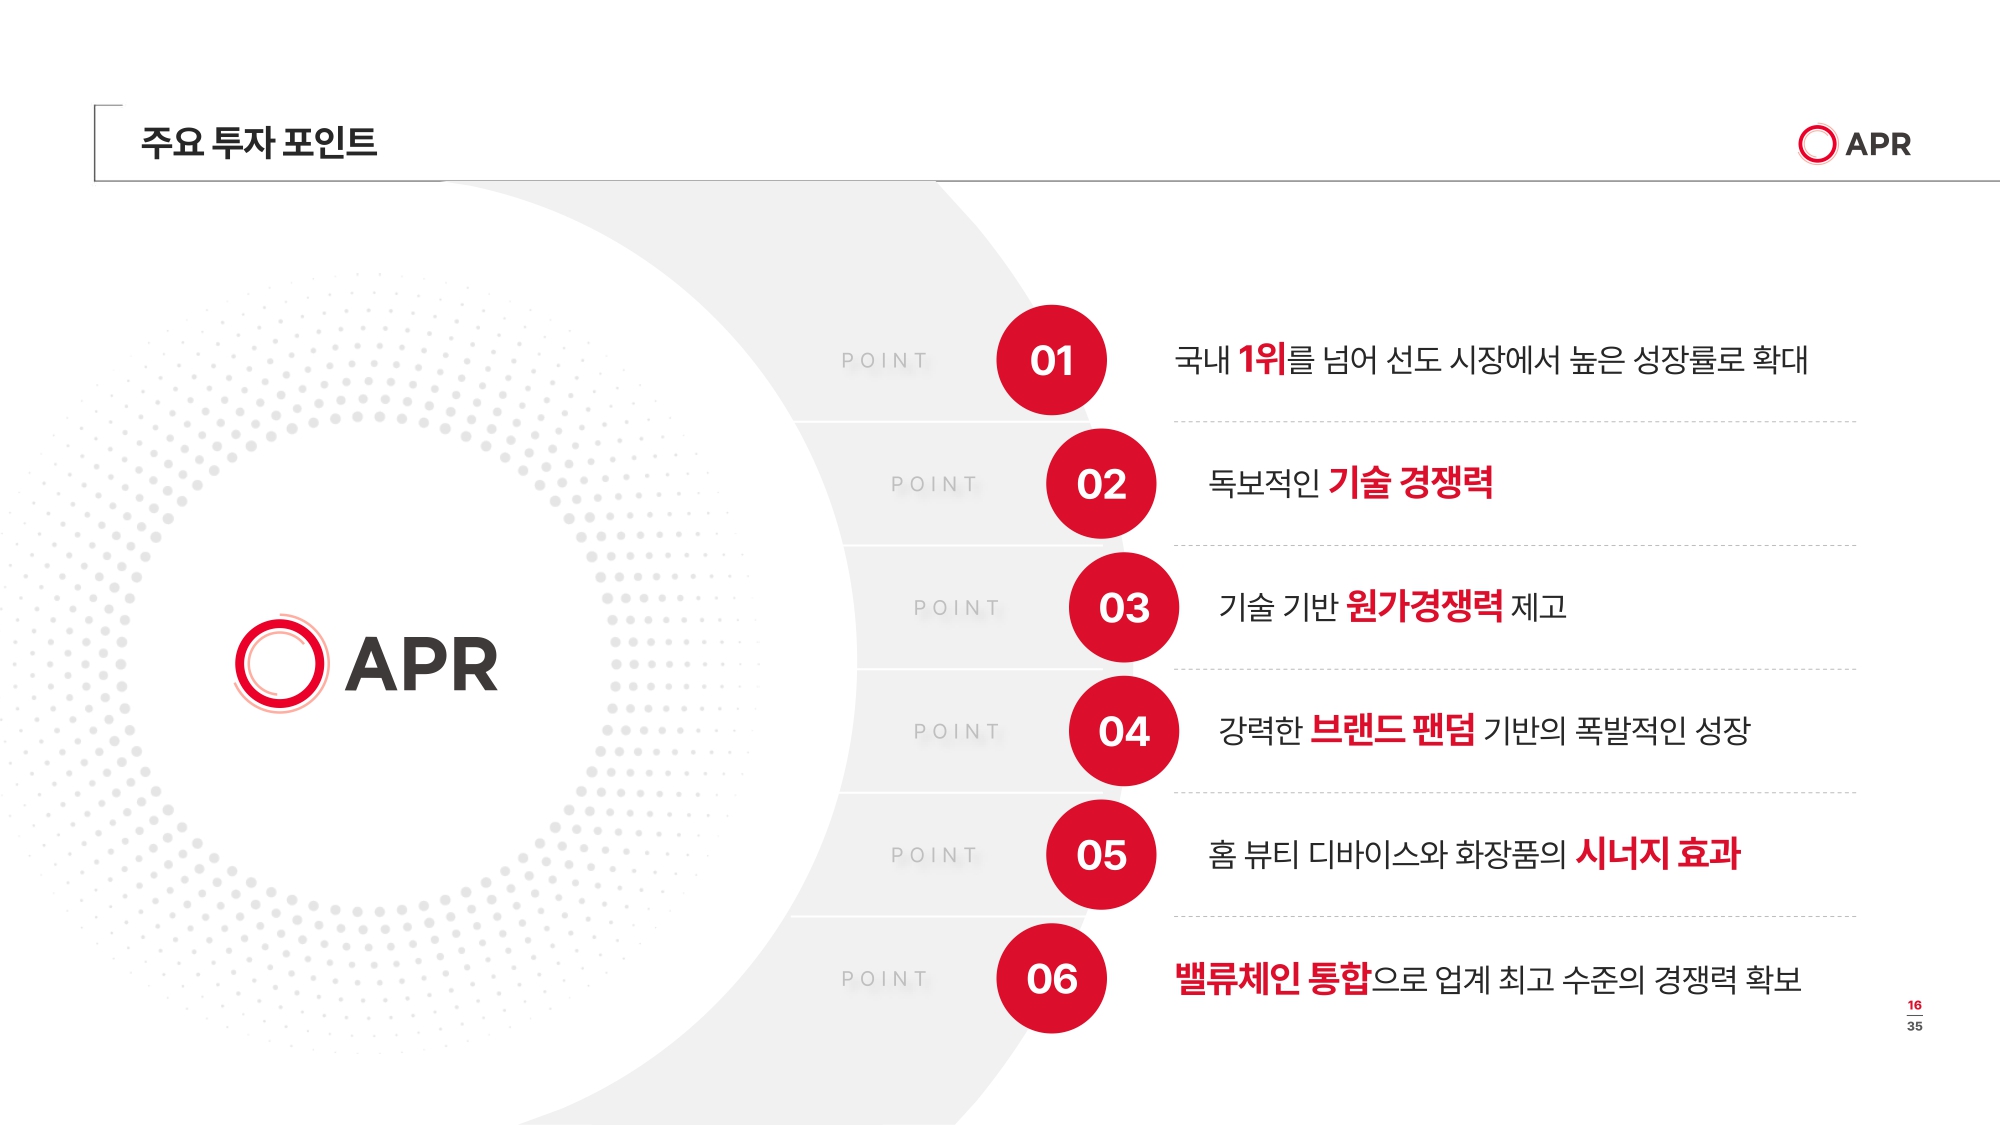 주요 투자 포인트
APR
APR
POINT 01 국내 1위를 넘어 선도 시장에서 높은 성장률로 확대
POINT 02 독보적인 기술 경쟁력
POINT 03 기술 기반 원가경쟁력 제고
POINT 04 강력한 브랜드 팬덤 기반의 폭발적인 성장
POINT 05 홈 뷰티 디바이스와 화장품의 시너지 효과
POINT 06 밸류체인 통합으로 업계 최고 수준의 경쟁력 확보
16
35